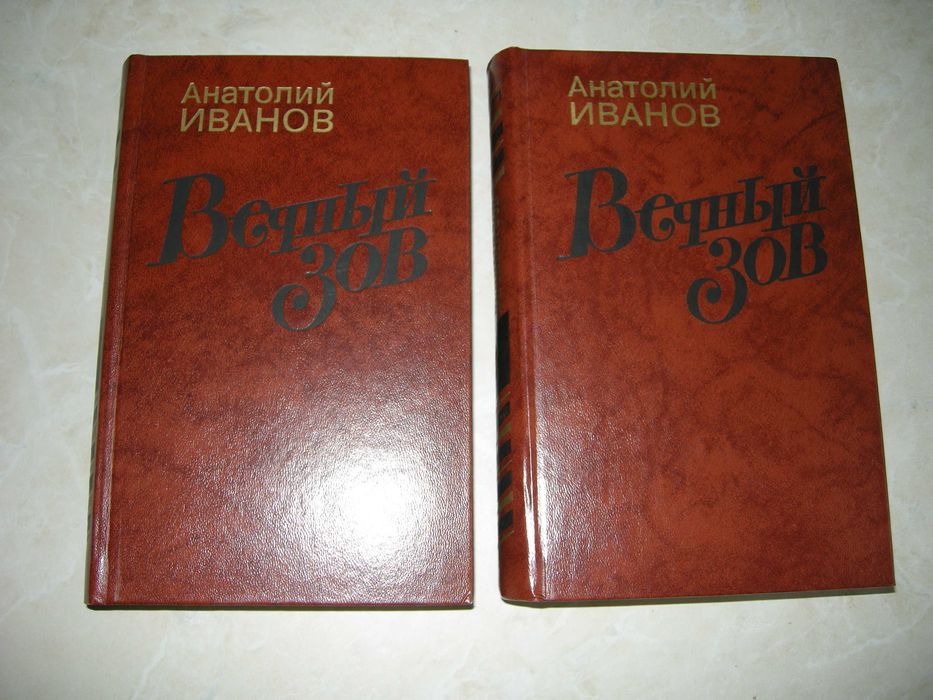 Анатолий
ИВАНОВ
Вечный
Зов
Анатолий
ИВАНОВ
Вечный
Зов